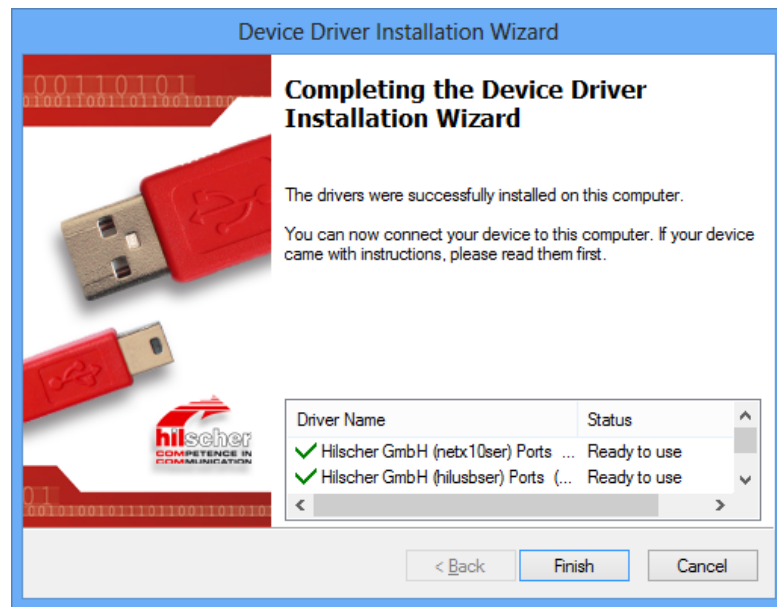 Device Driver Installation Wizard
00110101
Completing the Device Driver
Installation Wizard
The drivers were successfully installed on this computer.
You can now connect your device to this computer. If your device
came with instructions, please read them first.
hilscher
COMPETENCE IN
COMMUNICATION
Driver Name Status
Hilscher GmbH (netx10ser) Ports ... Ready to use
Hilscher GmbH (hilusbser) Ports (... Ready to use
01
< Back Finish Cancel